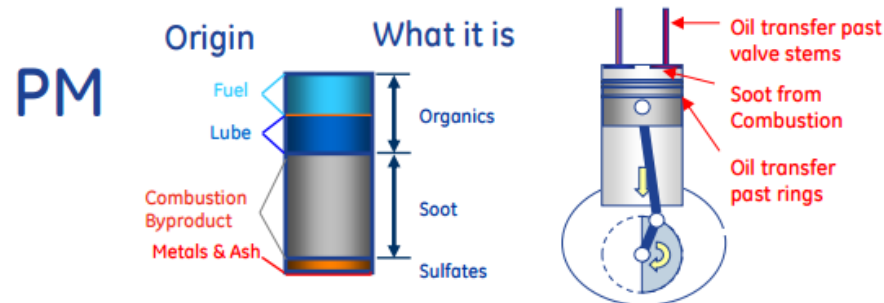 PM
Origin
What it is
Fuel
Lube
Combustion
Byproduct
Metals & Ash
Organics
Soot
Sulfates
Oil transfer past
valve stems
Soot from
Combustion
Oil transfer
past rings